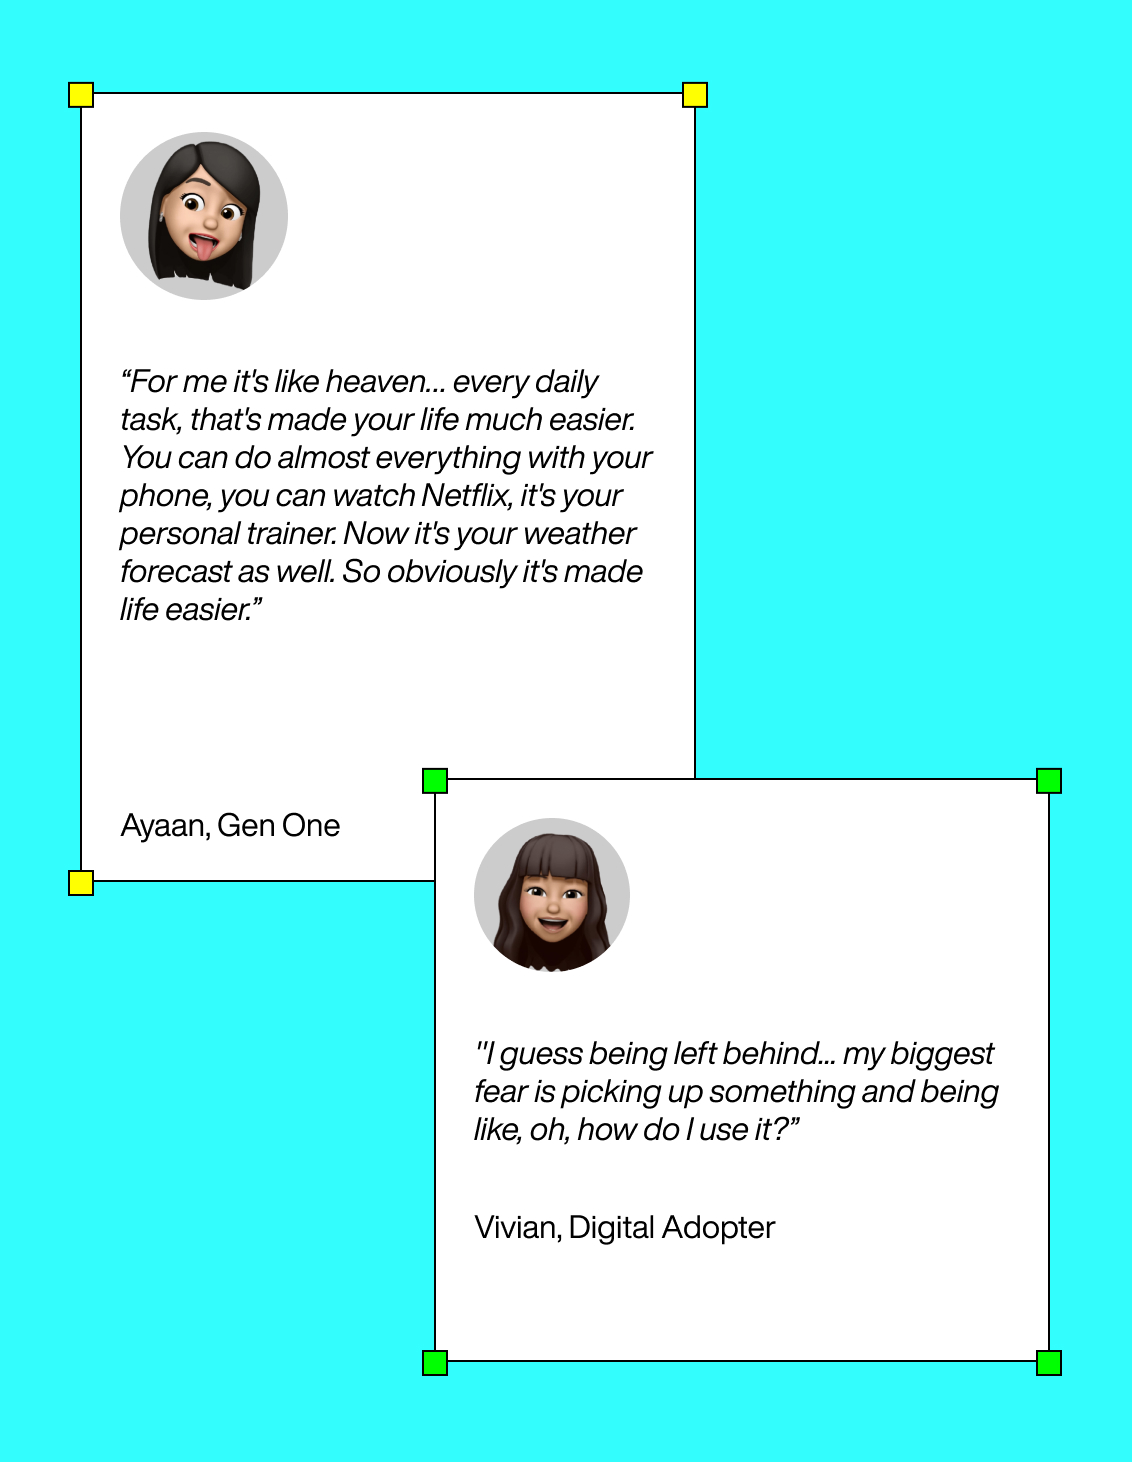 “For me it's like heaven... every daily
task, that's made your life much easier.
You can do almost everything with your
phone, you can watch Netflix, it's your
personal trainer. Now it's your weather
forecast as well. So obviously it's made
life easier.”
Ayaan, Gen One
"I guess being left behind... my biggest
fear is picking up something and being
like, oh, how do I use it?”
Vivian, Digital Adopter